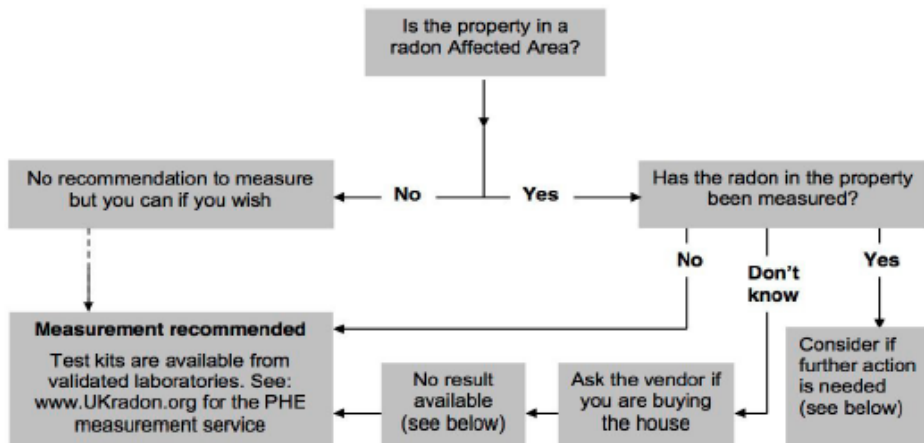 Is the property in a
radon Affected Area?
No recommendation to measure
but you can if you wish
No
Yes
Has the radon in the property
been measured?
No
Don't
know
Yes
Measurement recommended
Test kits are available from
validated laboratories. See:
www.UKradon.org for the PHE
measurement service
No result
available
(see below)
Ask the vendor if
you are buying
the house
Consider if
further action
is needed
(see below)